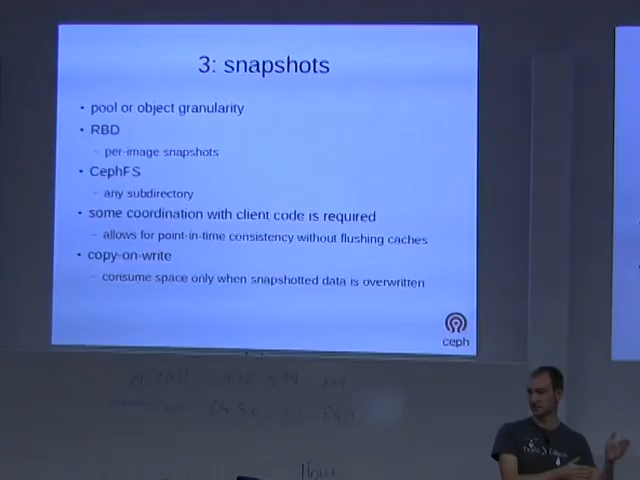 3: snapshots
• pool or object granularity
• RBD
– per-image snapshots
• CephFS
– any subdirectory
• some coordination with client code is required
– allows for point-in-time consistency without flushing caches
• copy-on-write
– consume space only when snapshotted data is overwritten
ceph